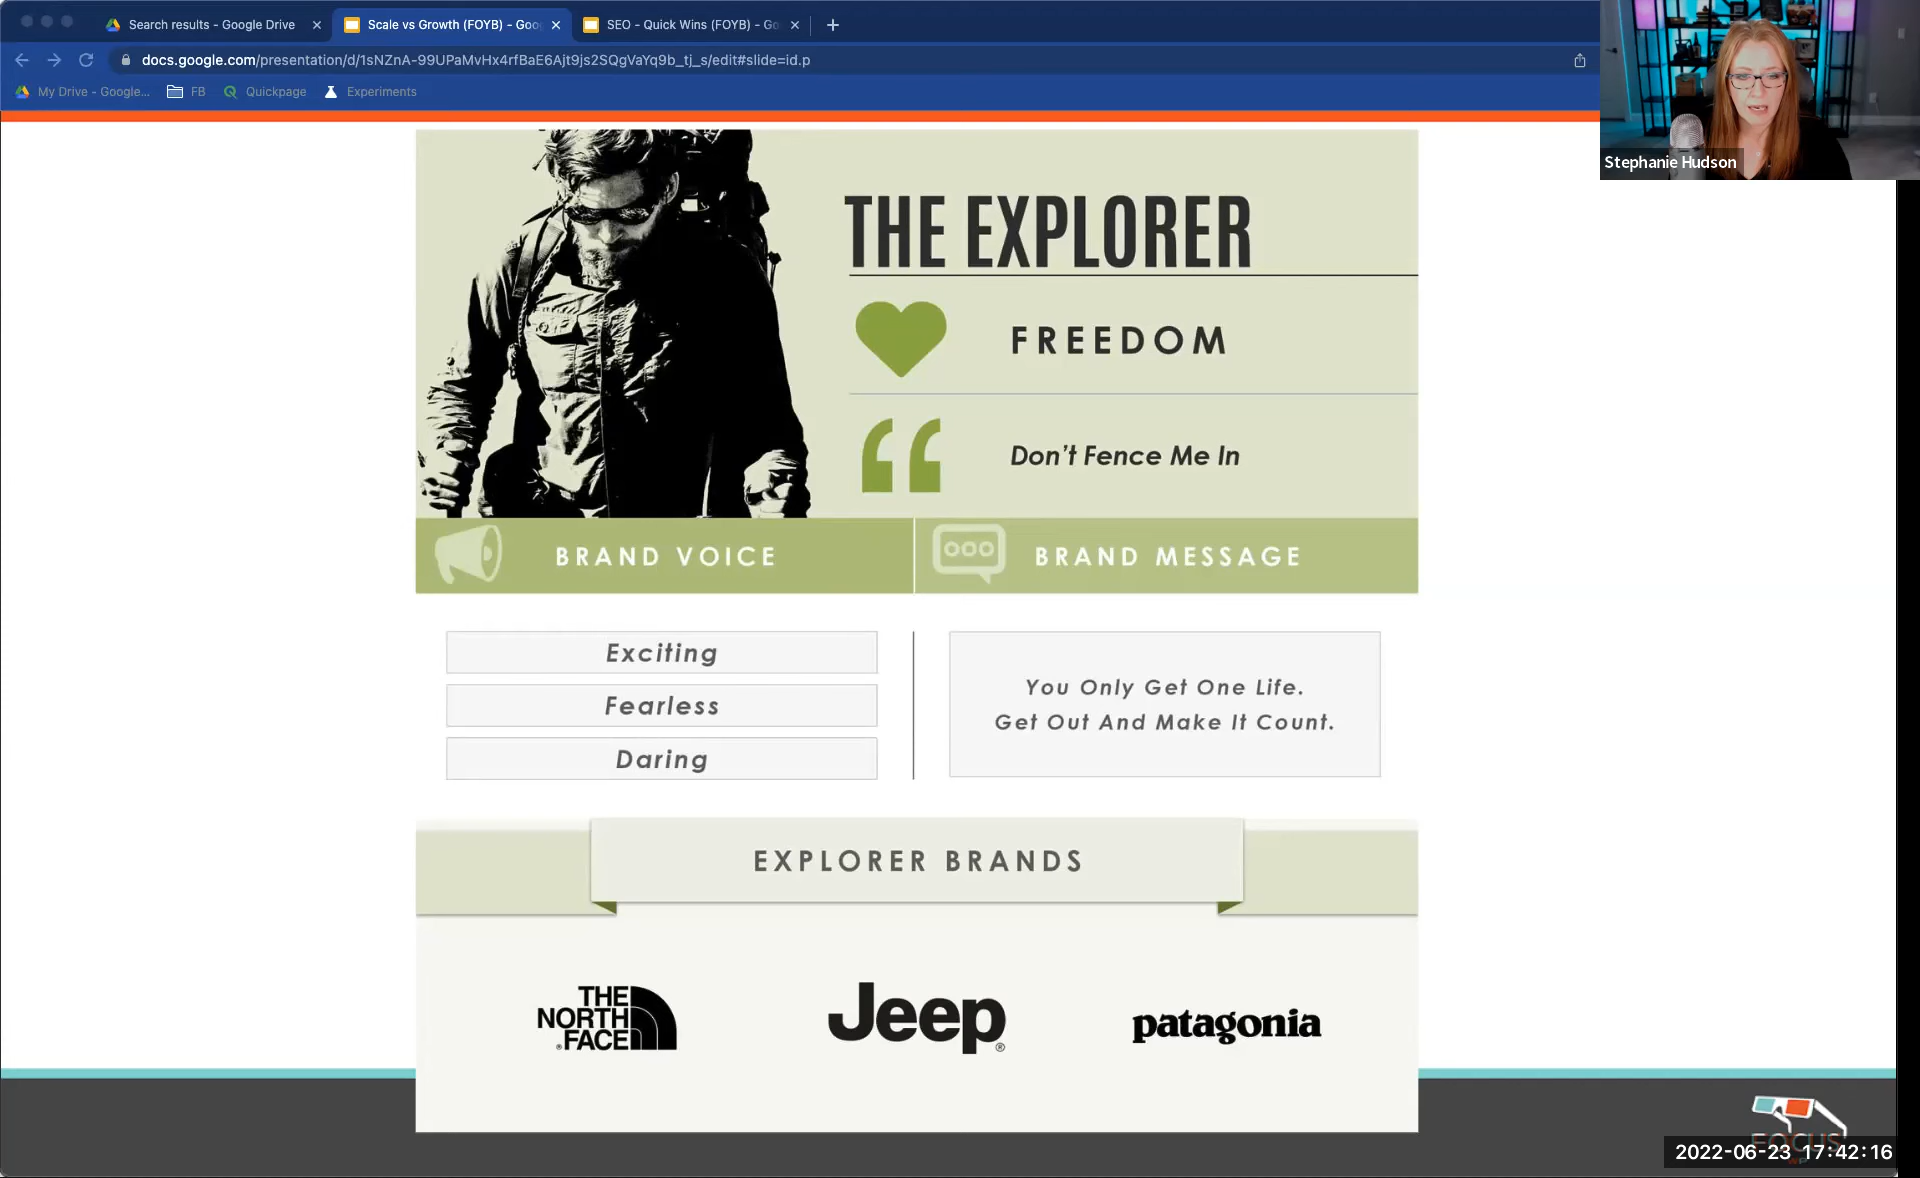 Search results - Google Drive
Scale vs Growth (FOYB) - Goo
SEO - Quick Wins (FOYB) - Go
docs.google.com/presentation/d/1sNZnA-99UPaMvHx4rfBaE6Ajt9js2SQgVaYq9b_tj_s/edit#slide=id.p
My Drive - Google...
FB
Quickpage
Experiments
Stephanie Hudson
THE EXPLORER
FREEDOM
Don't Fence Me In
BRAND VOICE
BRAND MESSAGE
Exciting
Fearless
Daring
You Only Get One Life.
Get Out And Make It Count.
EXPLORER BRANDS
THE
NORTH
FACE
Jeep
patagonia
FOCUS
WP
2022-06-23 17:42:16